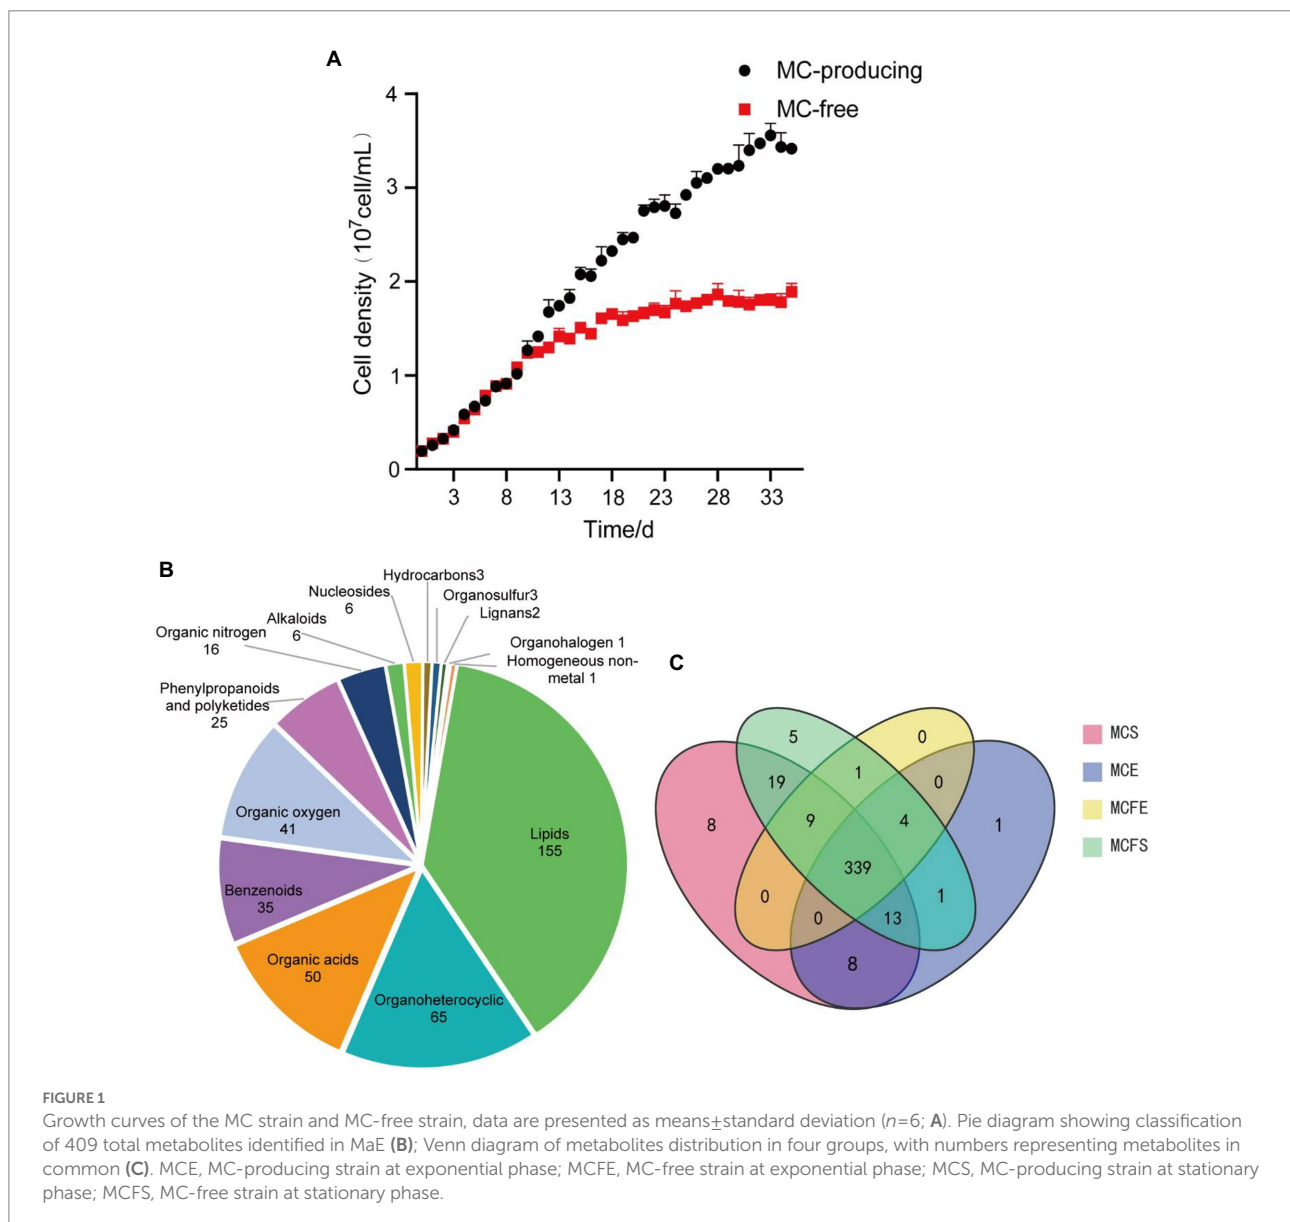 A
MC-producing
MC-free
Cell density (10⁷cell/mL)
4
3
2
1
0
3 8 13 18 23 28 33
Time/d
B
Hydrocarbons3
Nucleosides
6
Organosulfur3
Lignans2
Alkaloids
6
Organic nitrogen
16
Organohalogen 1
Homogeneous non-
metal 1
Phenylpropanoids
and polyketides
25
Organic oxygen
41
Lipids
155
Benzenoids
35
Organic acids
50
Organoheterocyclic
65
C
5
0
19
1
0
8
9
4
1
339
0
0
13
1
8
MCS
MCE
MCFE
MCFS
FIGURE 1
Growth curves of the MC strain and MC-free strain, data are presented as means±standard deviation (n=6; A). Pie diagram showing classification
of 409 total metabolites identified in MaE (B); Venn diagram of metabolites distribution in four groups, with numbers representing metabolites in
common (C). MCE, MC-producing strain at exponential phase; MCFE, MC-free strain at exponential phase; MCS, MC-producing strain at stationary
phase; MCFS, MC-free strain at stationary phase.